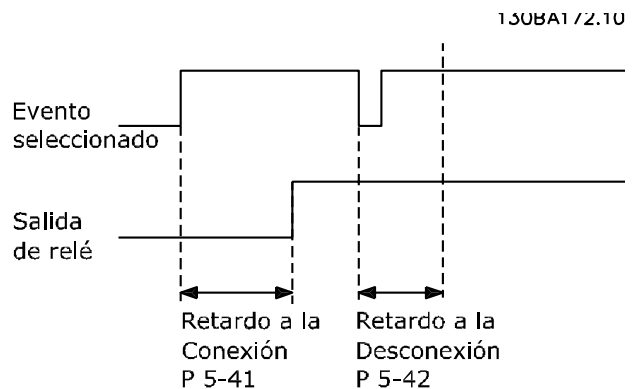 130BA172.10
Evento
seleccionado
Salida
de relé
Retardo a la
Conexión
P 5-41
Retardo a la
Desconexión
P 5-42